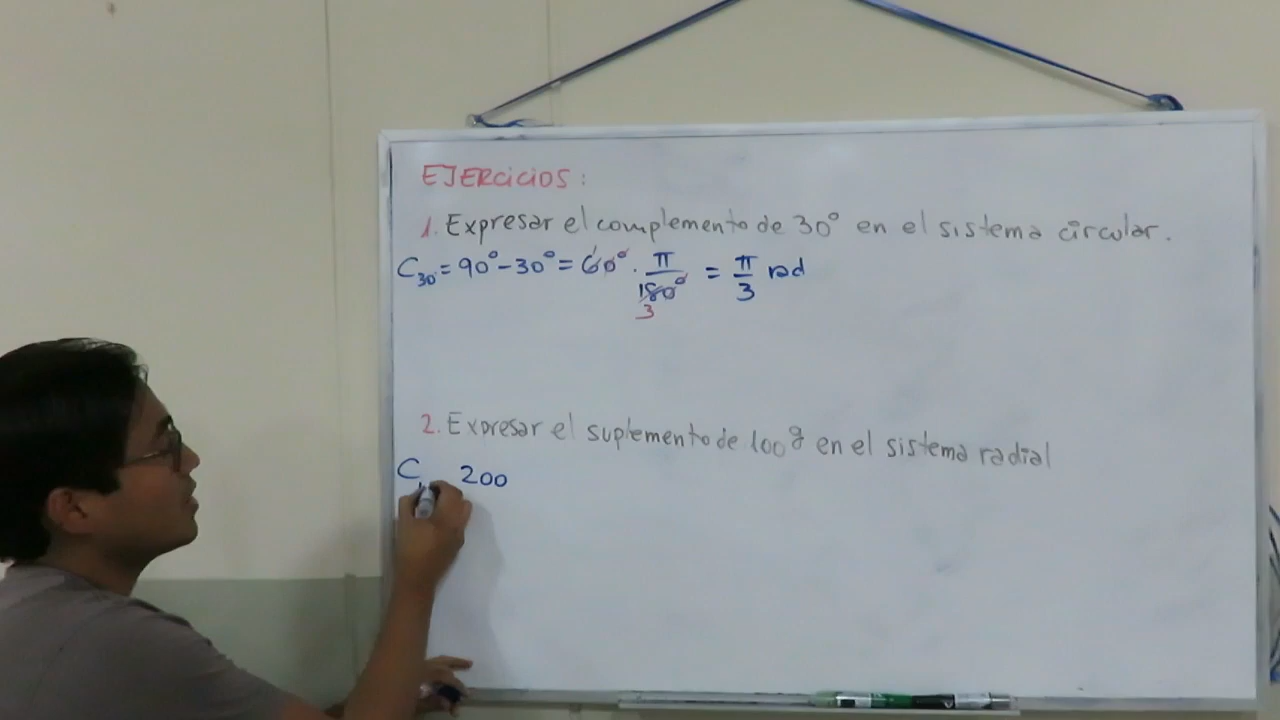 EJERCICIOS:
1. Expresar el complemento de 30° en el sistema circular.
C30° = 90° - 30° = 60° · π/180° = π/3 rad
3
2. Expresar el suplemento de 100g en el sistema radial
C 200